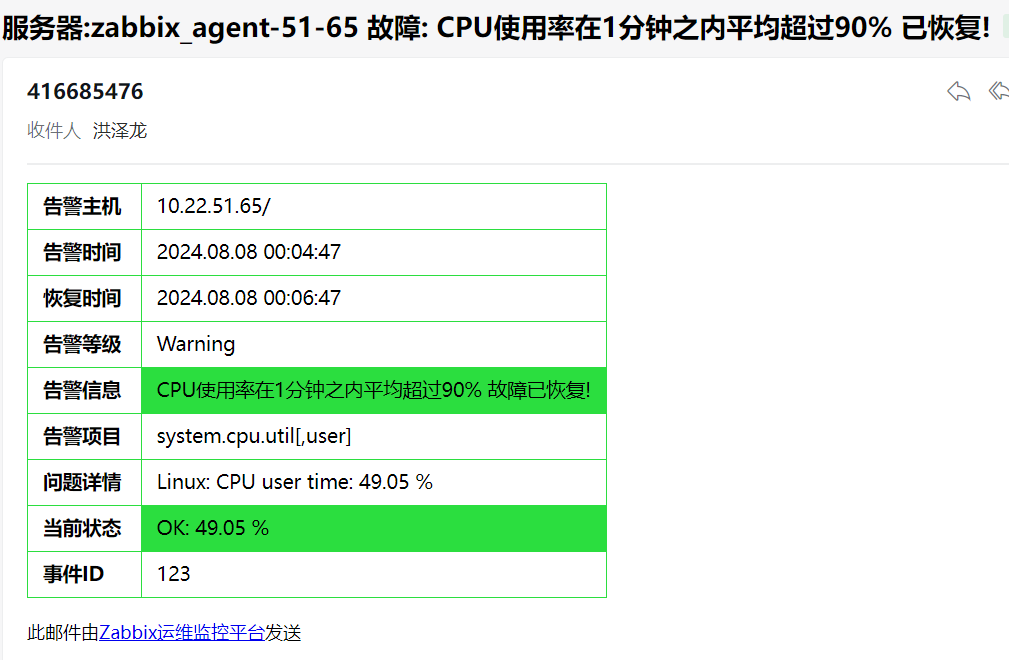 服务器:zabbix_agent-51-65 故障: CPU使用率在1分钟之内平均超过90% 已恢复!
416685476
收件人 洪泽龙
告警主机 10.22.51.65/
告警时间 2024.08.08 00:04:47
恢复时间 2024.08.08 00:06:47
告警等级 Warning
告警信息 CPU使用率在1分钟之内平均超过90% 故障已恢复!
告警项目 system.cpu.util[,user]
问题详情 Linux: CPU user time: 49.05 %
当前状态 OK: 49.05 %
事件ID 123
此邮件由Zabbix运维监控平台发送